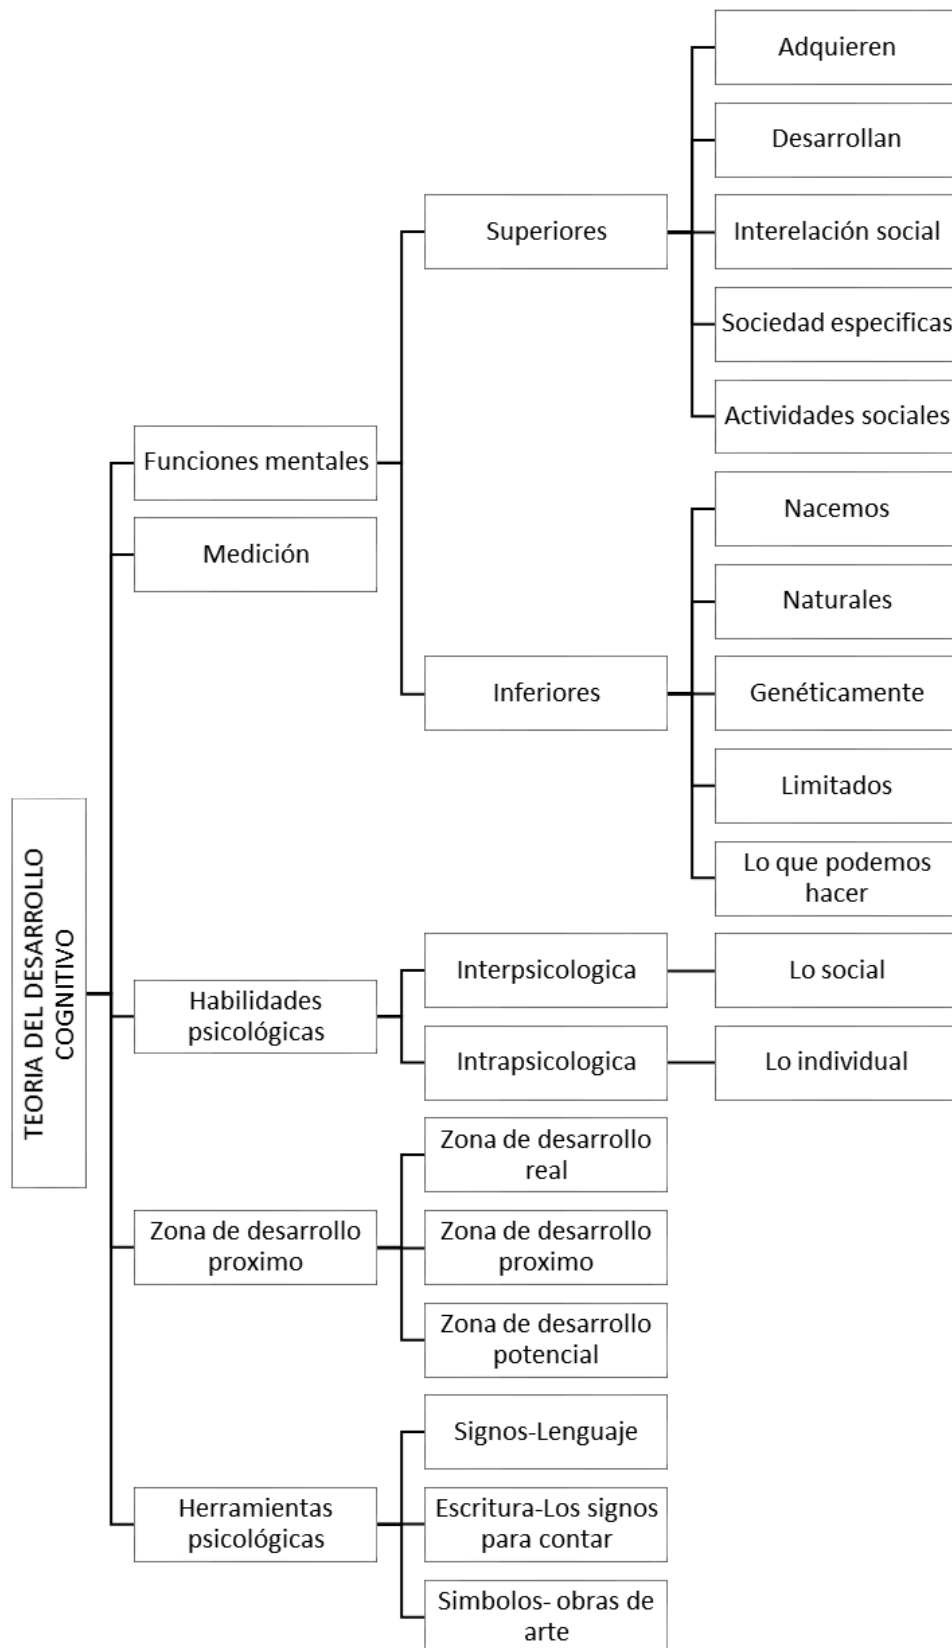 TEORIA DEL DESARROLLO
COGNITIVO
Funciones mentales
Superiores
Adquieren
Desarrollan
Interelación social
Sociedad especificas
Actividades sociales
Inferiores
Nacemos
Naturales
Genéticamente
Limitados
Lo que podemos
hacer
Medición
Habilidades
psicológicas
Interpsicologica
Lo social
Intrapsicologica
Lo individual
Zona de desarrollo
proximo
Zona de desarrollo
real
Zona de desarrollo
proximo
Zona de desarrollo
potencial
Herramientas
psicológicas
Signos-Lenguaje
Escritura-Los signos
para contar
Simbolos- obras de
arte